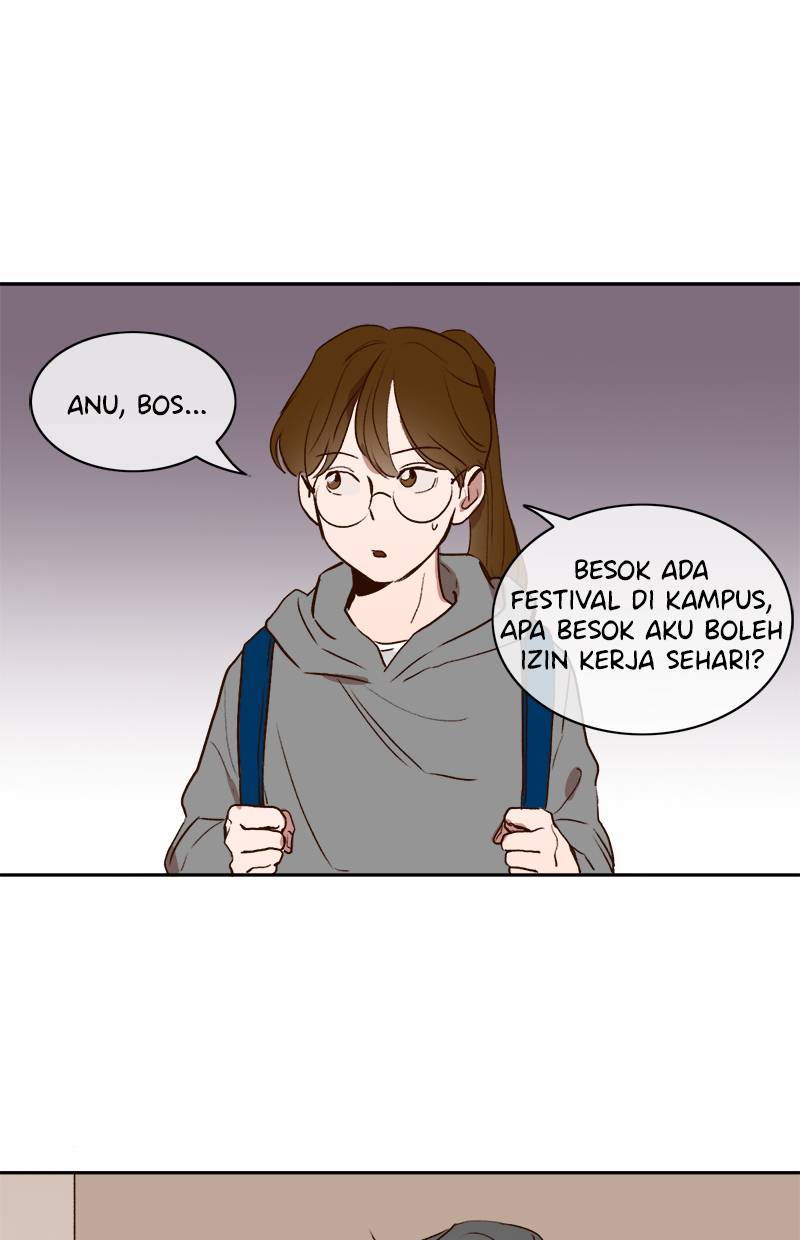 ANU, BOS...
BESOK ADA
FESTIVAL DI KAMPUS,
APA BESOK AKU BOLEH
IZIN KERJA SEHARI?